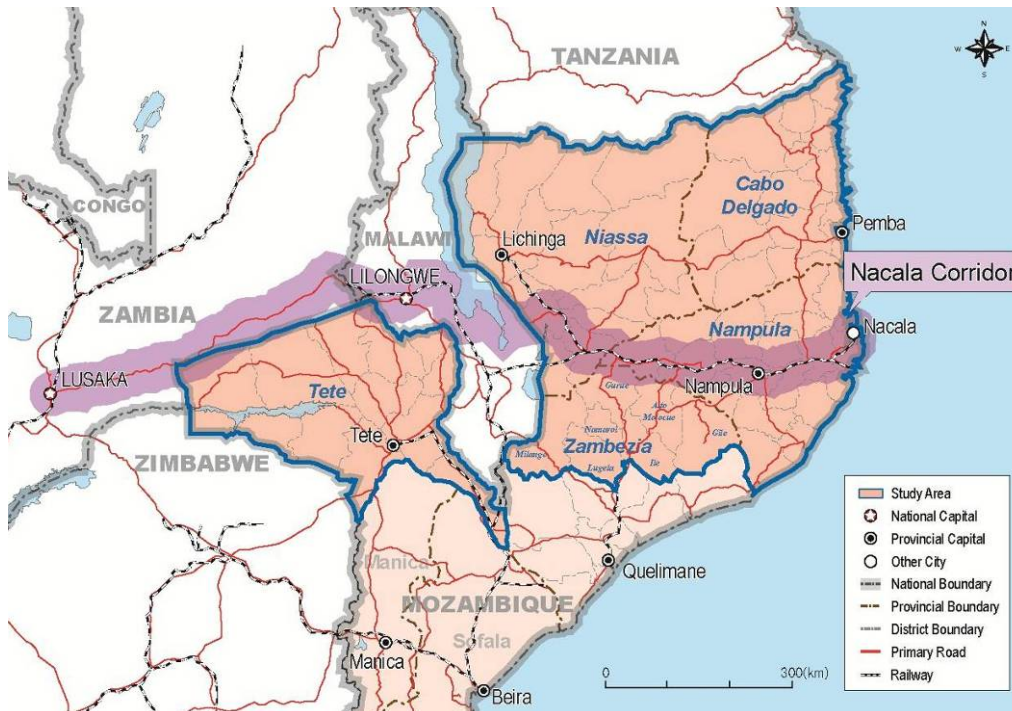 N
W
E
S
TANZANIA
CONGO
Cabo
Delgado
Pemba
MALAWI
Lichinga
Niassa
Nacala Corridor
LILONGWE
ZAMBIA
Nampula
Nacala
LUSAKA
Nampula
Gurue
Tete
Alto
Molocue
Namaroi
Gile
Tete
Zambezia
Milange
Lugela
Ile
ZIMBABWE
Study Area
National Capital
Provincial Capital
Other City
National Boundary
Provincial Boundary
District Boundary
Primary Road
Railway
Manica
Quelimane
MOZAMBIQUE
Sofala
Manica
Beira
0
300(km)